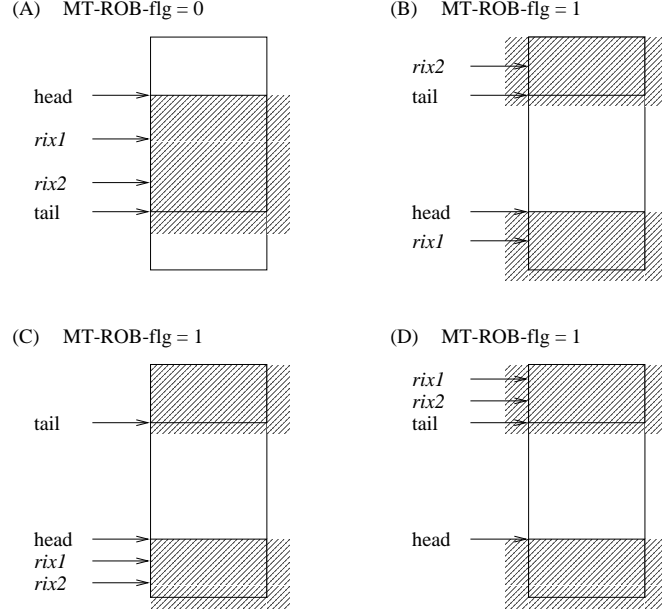 (A) MT-ROB-flg = 0
head
rix1
rix2
tail
(B) MT-ROB-flg = 1
rix2
tail
head
rix1
(C) MT-ROB-flg = 1
tail
head
rix1
rix2
(D) MT-ROB-flg = 1
rix1
rix2
tail
head